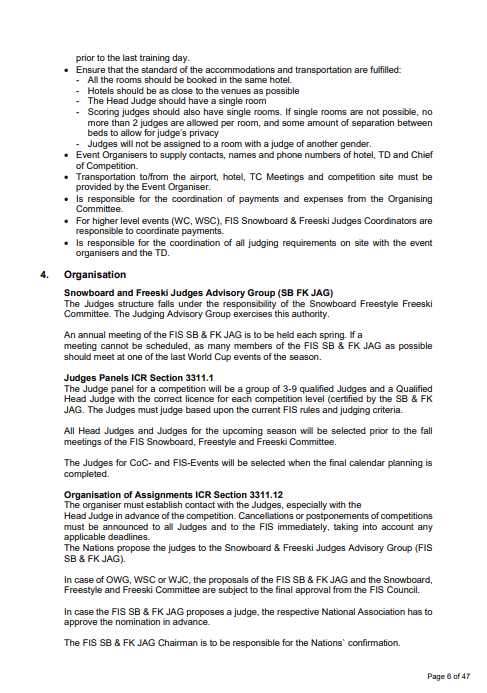 prior to the last training day.
• Ensure that the standard of the accommodations and transportation are fulfilled:
- All the rooms should be booked in the same hotel.
- Hotels should be as close to the venues as possible
- The Head Judge should have a single room
- Scoring judges should also have single rooms. If single rooms are not possible, no
more than 2 judges are allowed per room, and some amount of separation between
beds to allow for judge's privacy
- Judges will not be assigned to a room with a judge of another gender.
• Event Organisers to supply contacts, names and phone numbers of hotel, TD and Chief
of Competition.
• Transportation to/from the airport, hotel, TC Meetings and competition site must be
provided by the Event Organiser.
• Is responsible for the coordination of payments and expenses from the Organising
Committee.
• For higher level events (WC, WSC), FIS Snowboard & Freeski Judges Coordinators are
responsible to coordinate payments.
• Is responsible for the coordination of all judging requirements on site with the event
organisers and the TD.
4. Organisation
Snowboard and Freeski Judges Advisory Group (SB FK JAG)
The Judges structure falls under the responsibility of the Snowboard Freestyle Freeski
Committee. The Judging Advisory Group exercises this authority.
An annual meeting of the FIS SB & FK JAG is to be held each spring. If a
meeting cannot be scheduled, as many members of the FIS SB & FK JAG as possible
should meet at one of the last World Cup events of the season.
Judges Panels ICR Section 3311.1
The Judge panel for a competition will be a group of 3-9 qualified Judges and a Qualified
Head Judge with the correct licence for each competition level (certified by the SB & FK
JAG. The Judges must judge based upon the current FIS rules and judging criteria.
All Head Judges and Judges for the upcoming season will be selected prior to the fall
meetings of the FIS Snowboard, Freestyle and Freeski Committee.
The Judges for CoC- and FIS-Events will be selected when the final calendar planning is
completed.
Organisation of Assignments ICR Section 3311.12
The organiser must establish contact with the Judges, especially with the
Head Judge in advance of the competition. Cancellations or postponements of competitions
must be announced to all Judges and to the FIS immediately, taking into account any
applicable deadlines.
The Nations propose the judges to the Snowboard & Freeski Judges Advisory Group (FIS
SB & FK JAG).
In case of OWG, WSC or WJC, the proposals of the FIS SB & FK JAG and the Snowboard,
Freestyle and Freeski Committee are subject to the final approval from the FIS Council.
In case the FIS SB & FK JAG proposes a judge, the respective National Association has to
approve the nomination in advance.
The FIS SB & FK JAG Chairman is to be responsible for the Nations` confirmation.
Page 6 of 47